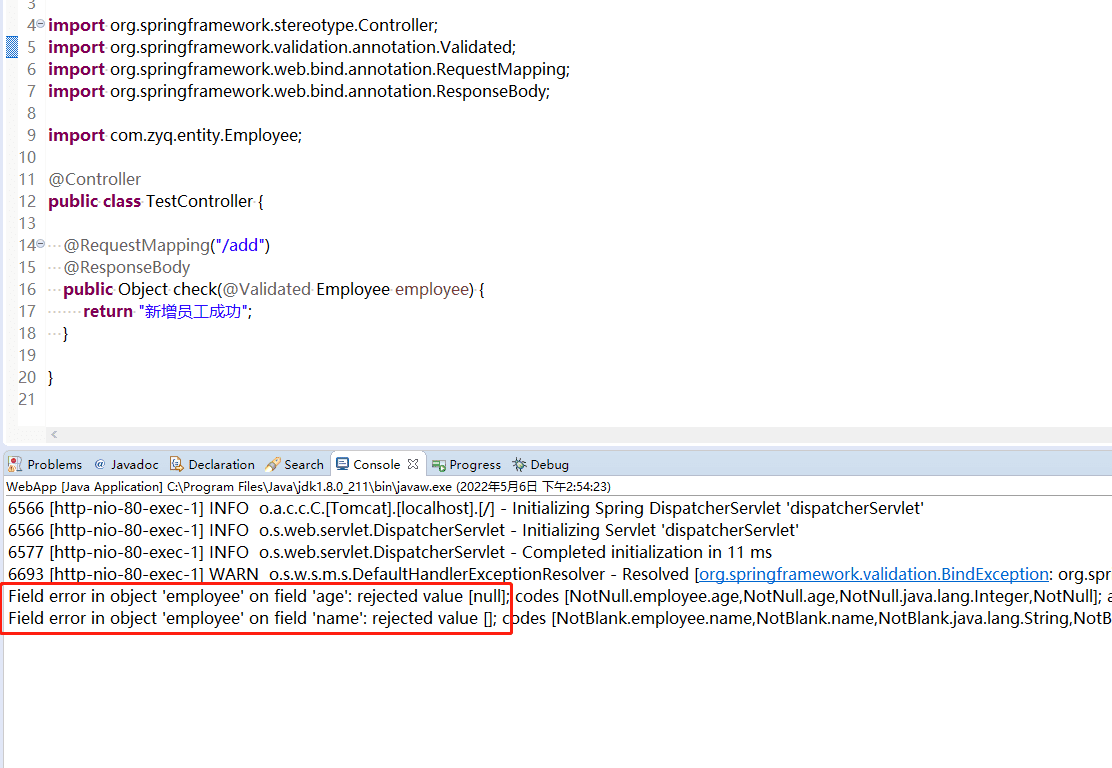 3
4 import org.springframework.stereotype.Controller;
5 import org.springframework.validation.annotation.Validated;
6 import org.springframework.web.bind.annotation.RequestMapping;
7 import org.springframework.web.bind.annotation.ResponseBody;
8
9 import com.zyq.entity.Employee;
10
11 @Controller
12 public class TestController {
13
14 @RequestMapping("/add")
15 @ResponseBody
16 public Object check(@Validated Employee employee) {
17 return "新增员工成功";
18 }
19
20 }
21
Problems @ Javadoc Declaration Search Console Progress Debug
WebApp [Java Application] C:\Program Files\Java\jdk1.8.0_211\bin\javaw.exe (2022年5月6日 下午2:54:23)
6566 [http-nio-80-exec-1] INFO o.a.c.c.C.[Tomcat].[localhost].[/] - Initializing Spring DispatcherServlet 'dispatcherServlet'
6566 [http-nio-80-exec-1] INFO o.s.web.servlet.DispatcherServlet - Initializing Servlet 'dispatcherServlet'
6577 [http-nio-80-exec-1] INFO o.s.web.servlet.DispatcherServlet - Completed initialization in 11 ms
6693 [http-nio-80-exec-1] WARN o.s.w.s.m.s.DefaultHandlerExceptionResolver - Resolved [org.springframework.validation.BindException: org.spr
Field error in object 'employee' on field 'age': rejected value [null]; codes [NotNull.employee.age,NotNull.age,NotNull.java.lang.Integer,NotNull]; a
Field error in object 'employee' on field 'name': rejected value []; codes [NotBlank.employee.name,NotBlank.name,NotBlank.java.lang.String,NotB